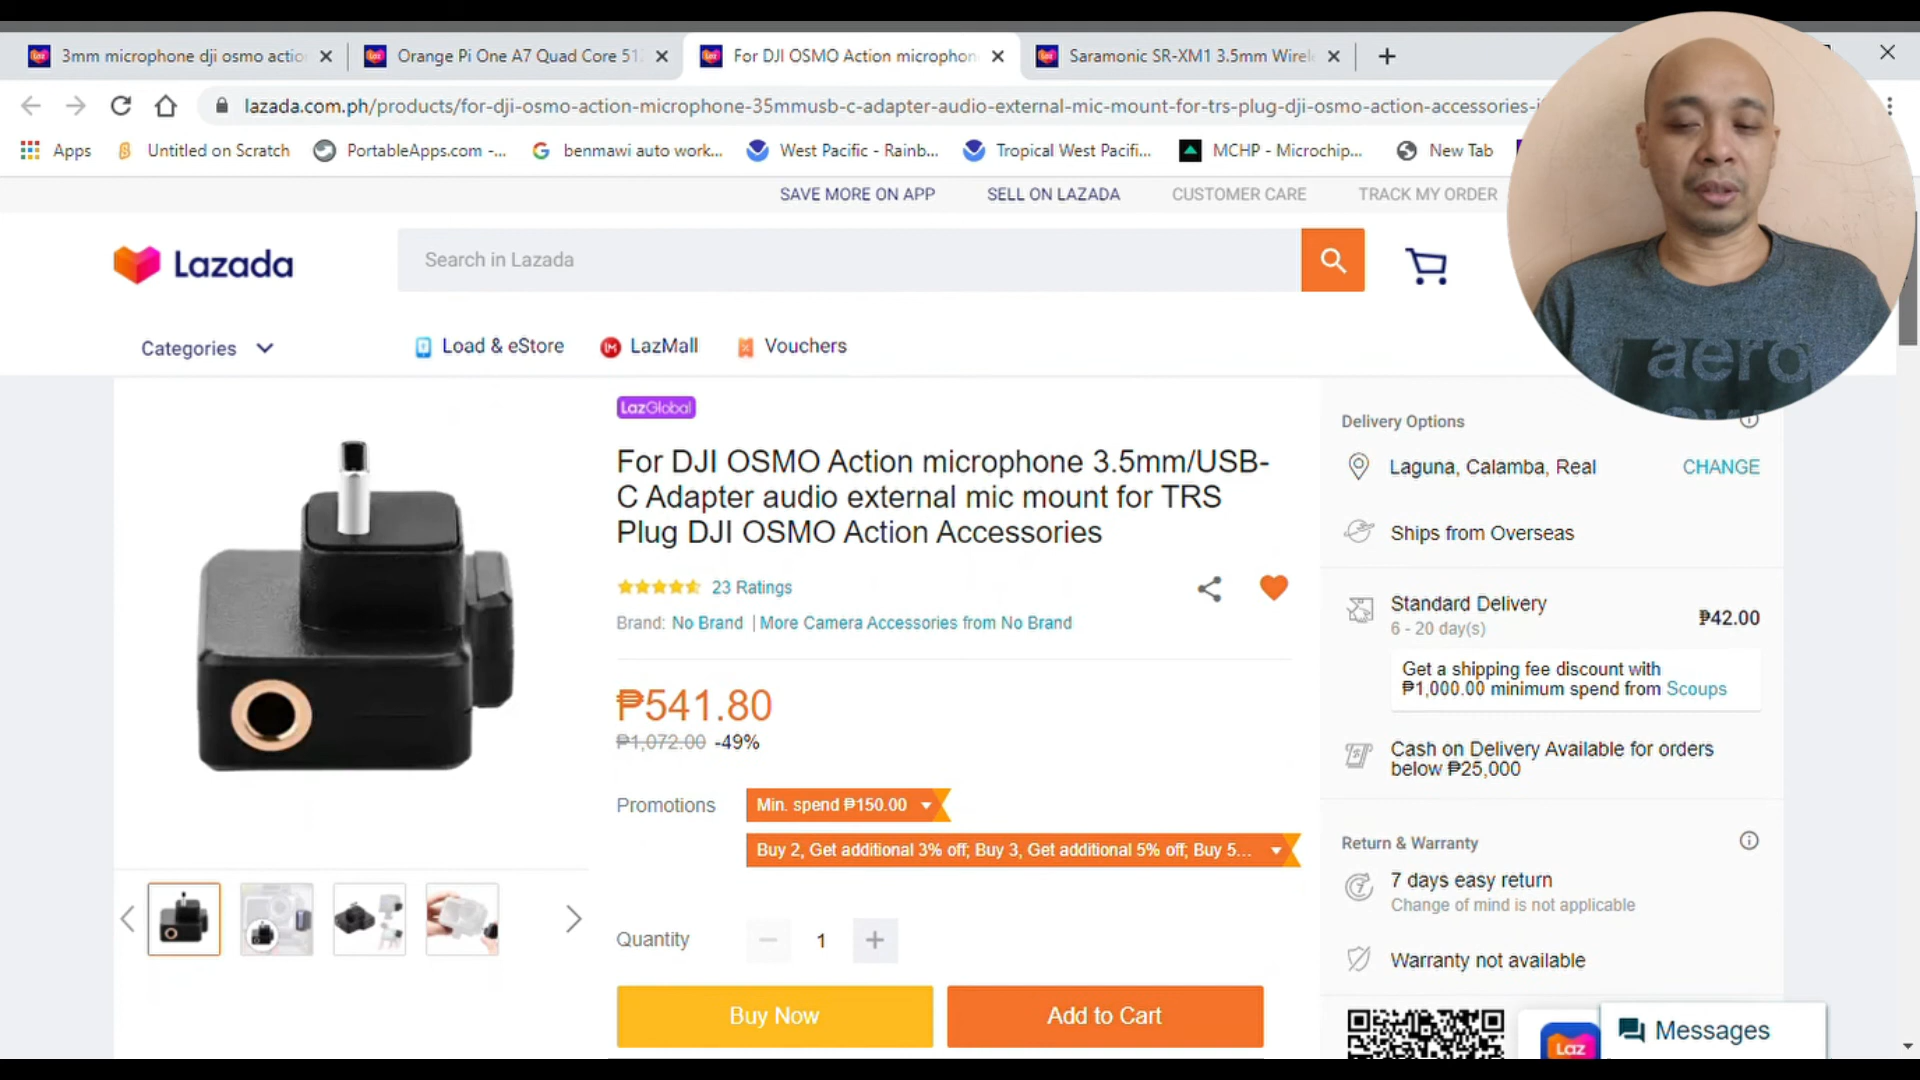 3mm microphone dji osmo actio
Orange Pi One A7 Quad Core 51
For DJI OSMO Action microphon
Saramonic SR-XM1 3.5mm Wirel
lazada.com.ph/products/for-dji-osmo-action-microphone-35mmusb-c-adapter-audio-external-mic-mount-for-trs-plug-dji-osmo-action-accessories-i
Apps
Untitled on Scratch
PortableApps.com -...
benmawi auto work...
West Pacific - Rainb...
Tropical West Pacifi...
MCHP - Microchip...
New Tab
SAVE MORE ON APP
SELL ON LAZADA
CUSTOMER CARE
TRACK MY ORDER
Lazada
Search in Lazada
Categories
Load & eStore
LazMall
Vouchers
aero
LazGlobal
For DJI OSMO Action microphone 3.5mm/USB-
C Adapter audio external mic mount for TRS
Plug DJI OSMO Action Accessories
23 Ratings
Brand: No Brand | More Camera Accessories from No Brand
₱541.80
₱1,072.00 -49%
Promotions
Min. spend ₱150.00
Buy 2, Get additional 3% off; Buy 3, Get additional 5% off; Buy 5...
Quantity
1
Buy Now
Add to Cart
Delivery Options
Laguna, Calamba, Real
CHANGE
Ships from Overseas
Standard Delivery
₱42.00
6 - 20 day(s)
Get a shipping fee discount with
₱1,000.00 minimum spend from Scoups
Cash on Delivery Available for orders
below ₱25,000
Return & Warranty
7 days easy return
Change of mind is not applicable
Warranty not available
Laz
Messages